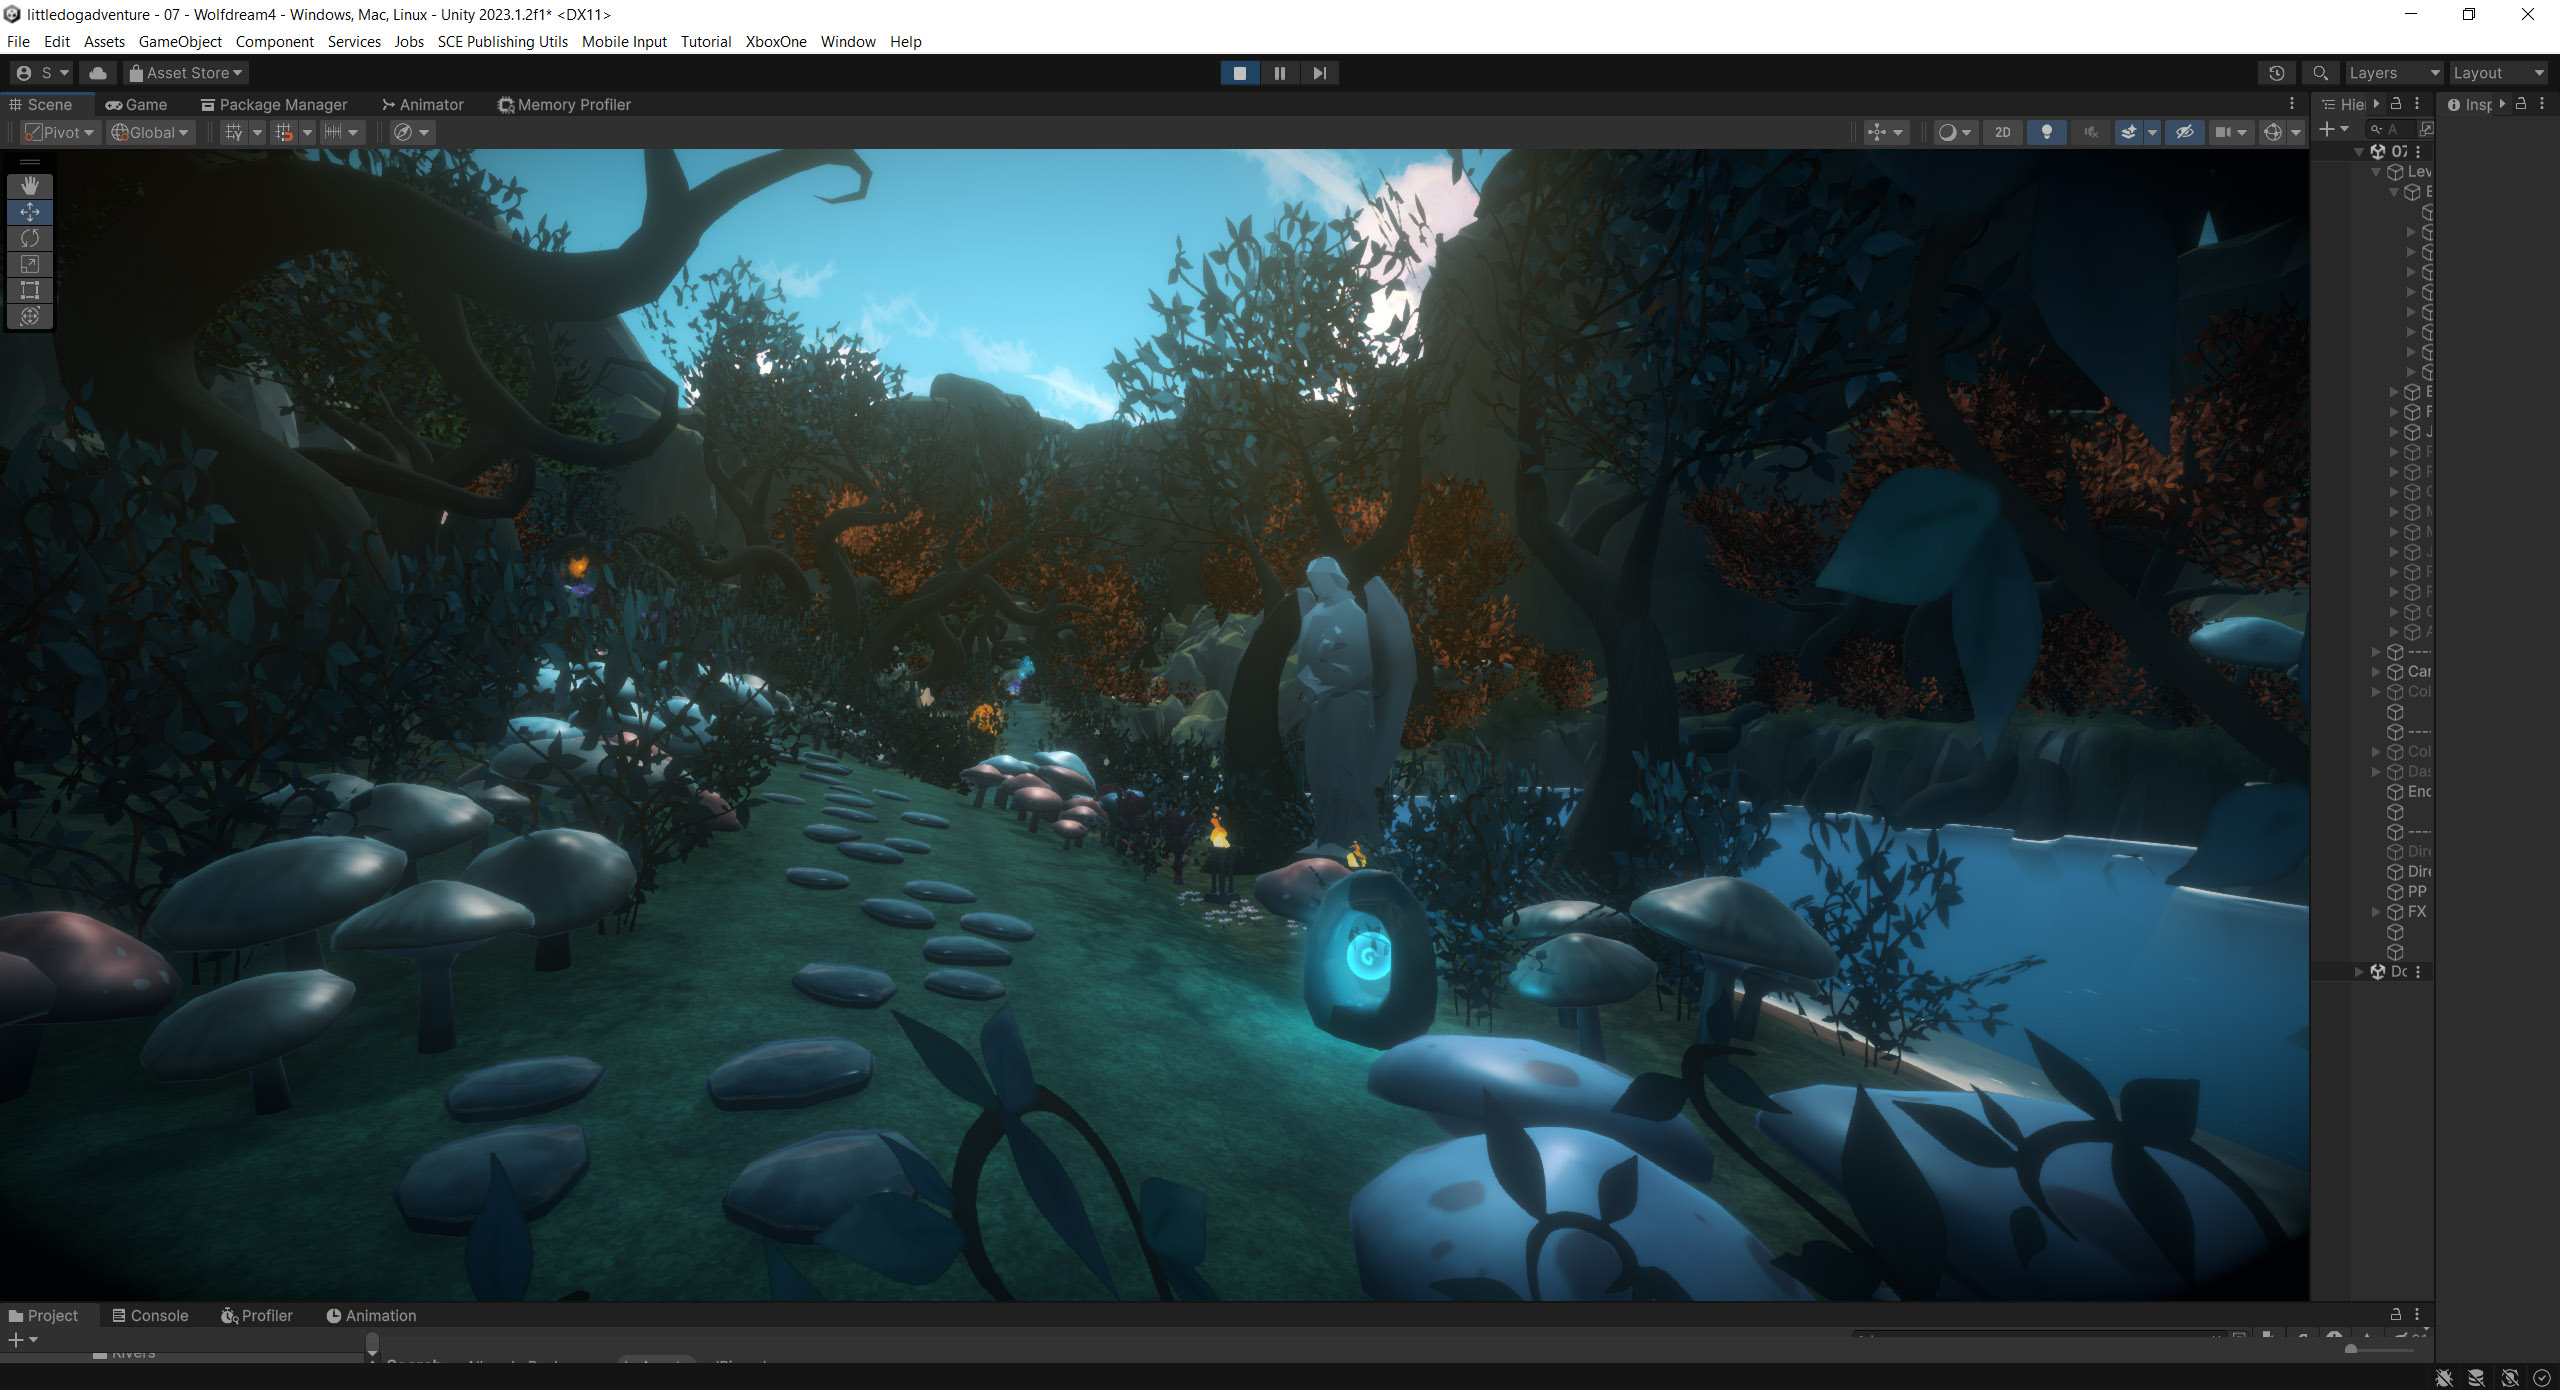 littledogadventure - 07 - Wolfdream4 - Windows, Mac, Linux - Unity 2023.1.2f1* <DX11>
File Edit Assets GameObject Component Services Jobs SCE Publishing Utils Mobile Input Tutorial XboxOne Window Help
S Asset Store Layers Layout
Scene Game Package Manager Animator Memory Profiler Hie Insp
Pivot Global 2D
07
Lev
Car
Col
Col
Das
Enc
Dire
Dire
PP
FX
Dc
Project Console Profiler Animation
Rivers